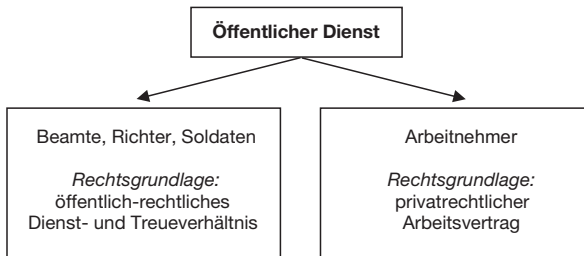 Öffentlicher Dienst
Beamte, Richter, Soldaten
Rechtsgrundlage:
öffentlich-rechtliches
Dienst- und Treueverhältnis
Arbeitnehmer
Rechtsgrundlage:
privatrechtlicher
Arbeitsvertrag